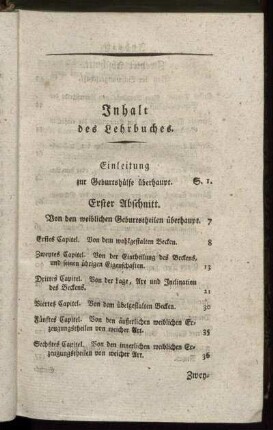 Inhalt
des Lehrbuches.
Einleitung
zur Geburtshülfe überhaupt. S. 1.
Erster Abschnitt.
Von den weiblichen Geburtstheilen überhaupt. 7
Erstes Capitel. Von dem wohlgestalten Becken. 8
Zweytes Capitel. Von der Eintheilung des Beckens,
und seinen übrigen Eigenschaften. 13
Drittes Capitel. Von der Lage, Axe und Inclination
des Beckens. 24
Viertes Capitel. Von dem übelgestalten Becken. 30
Fünftes Capitel. Von den äußerlichen weiblichen Er-
zeugungstheilen von weicher Art. 35
Sechstes Capitel. Von den innerlichen weiblichen Er-
zeugungstheilen von weicher Art. 36
Zwey-